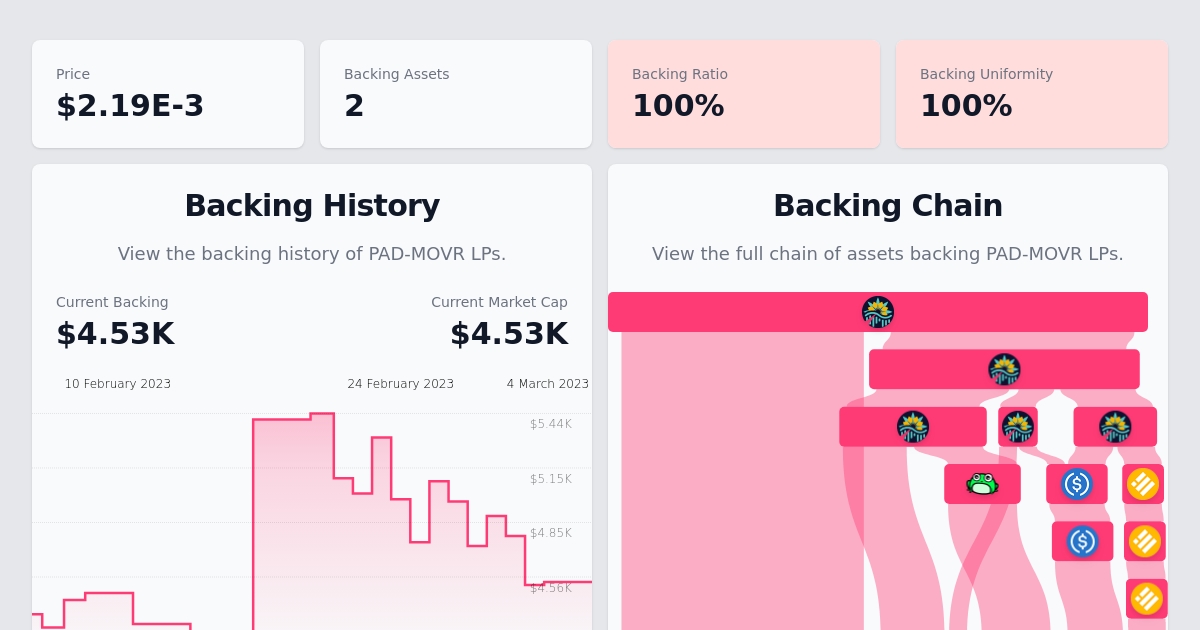 Price
$2.19E-3
Backing Assets
2
Backing Ratio
100%
Backing Uniformity
100%
Backing History
View the backing history of PAD-MOVR LPs.
Current Backing
$4.53K
Current Market Cap
$4.53K
10 February 2023
24 February 2023
4 March 2023
$5.44K
$5.15K
$4.85K
$4.56K
Backing Chain
View the full chain of assets backing PAD-MOVR LPs.